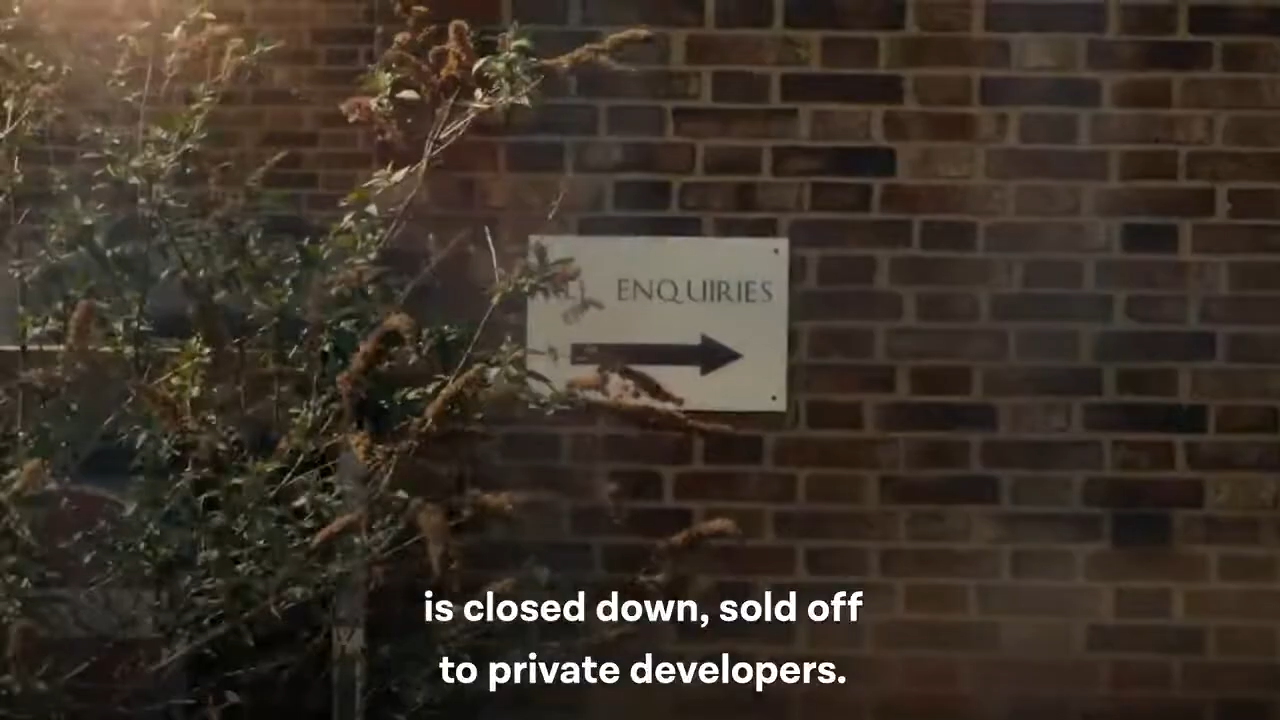 ENQUIRIES
is closed down, sold off
to private developers.